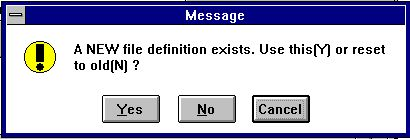 Message
A NEW file definition exists. Use this(Y) or reset
to old(N) ?
Yes No Cancel